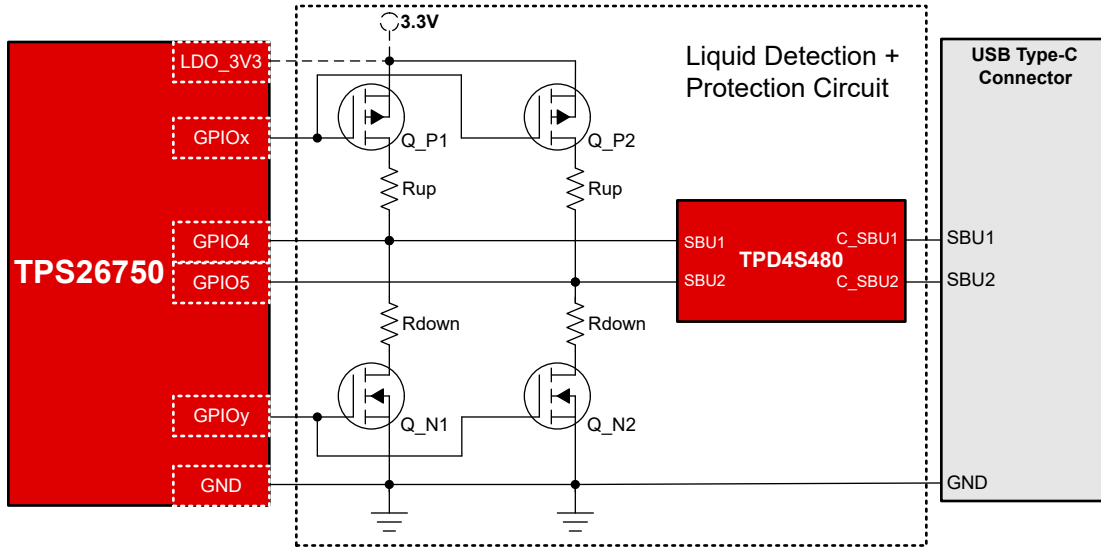 3.3V
LDO_3V3
Liquid Detection +
Protection Circuit
USB Type-C
Connector
GPIOx
Q_P1
Q_P2
Rup
Rup
TPS26750
GPIO4
GPIO5
SBU1
SBU2
TPD4S480
C_SBU1
C_SBU2
SBU1
SBU2
Rdown
Rdown
GPIOy
Q_N1
Q_N2
GND
GND